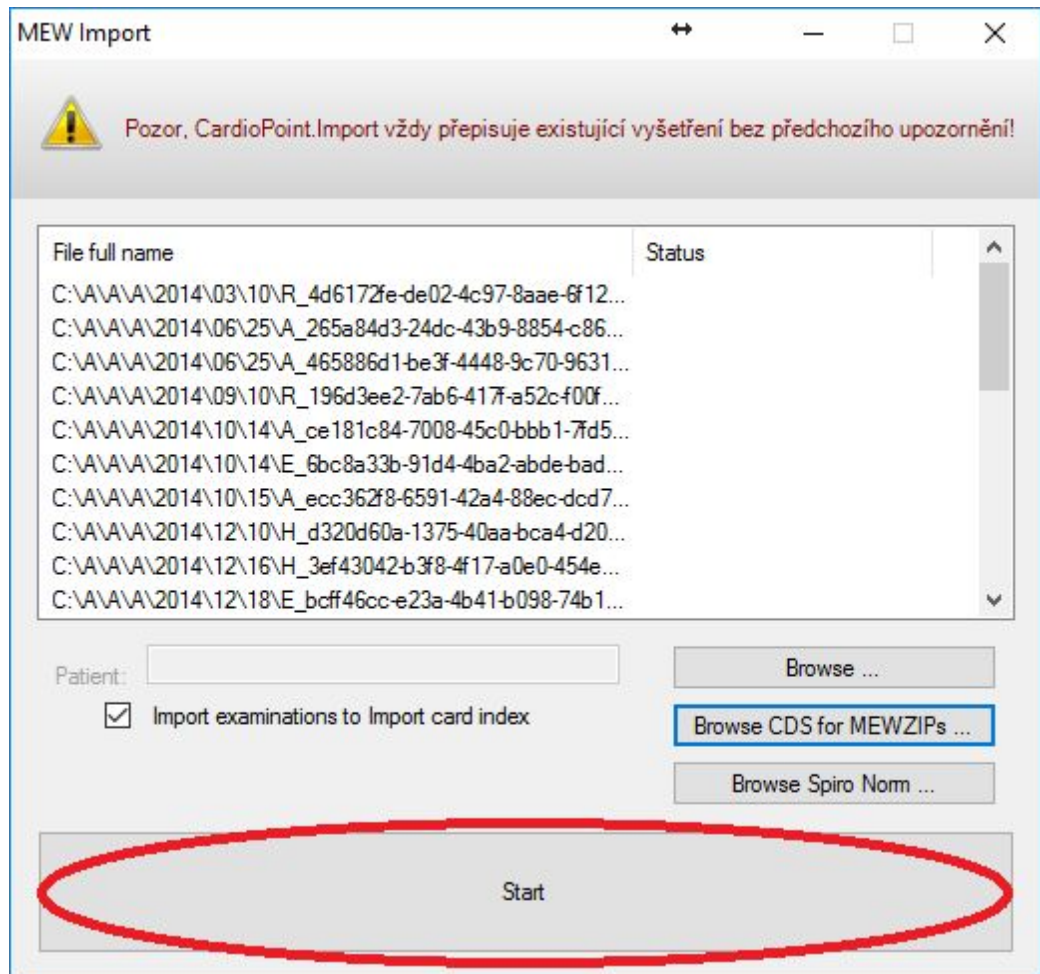 MEW Import
Pozor, CardioPoint.Import vždy přepisuje existující vyšetření bez předchozího upozornění!
File full name Status
C:\A\A\A\2014\03\10\R_4d6172fe-de02-4c97-8aae-6f12...
C:\A\A\A\2014\06\25\A_265a84d3-24dc-43b9-8854-c86...
C:\A\A\A\2014\06\25\A_465886d1-be3f-4448-9c70-9631...
C:\A\A\A\2014\09\10\R_196d3ee2-7ab6-417f-a52c-f00f...
C:\A\A\A\2014\10\14\A_ce181c84-7008-45c0-bbb1-7fd5...
C:\A\A\A\2014\10\14\E_6bc8a33b-91d4-4ba2-abde-bad...
C:\A\A\A\2014\10\15\A_ecc362f8-6591-42a4-88ec-dcd7...
C:\A\A\A\2014\12\10\H_d320d60a-1375-40aa-bca4-d20...
C:\A\A\A\2014\12\16\H_3ef43042-b3f8-4f17-a0e0-454e...
C:\A\A\A\2014\12\18\E_bcff46cc-e23a-4b41-b098-74b1...
Patient:
Browse ...
Import examinations to Import card index
Browse CDS for MEWZIPs ...
Browse Spiro Norm ...
Start